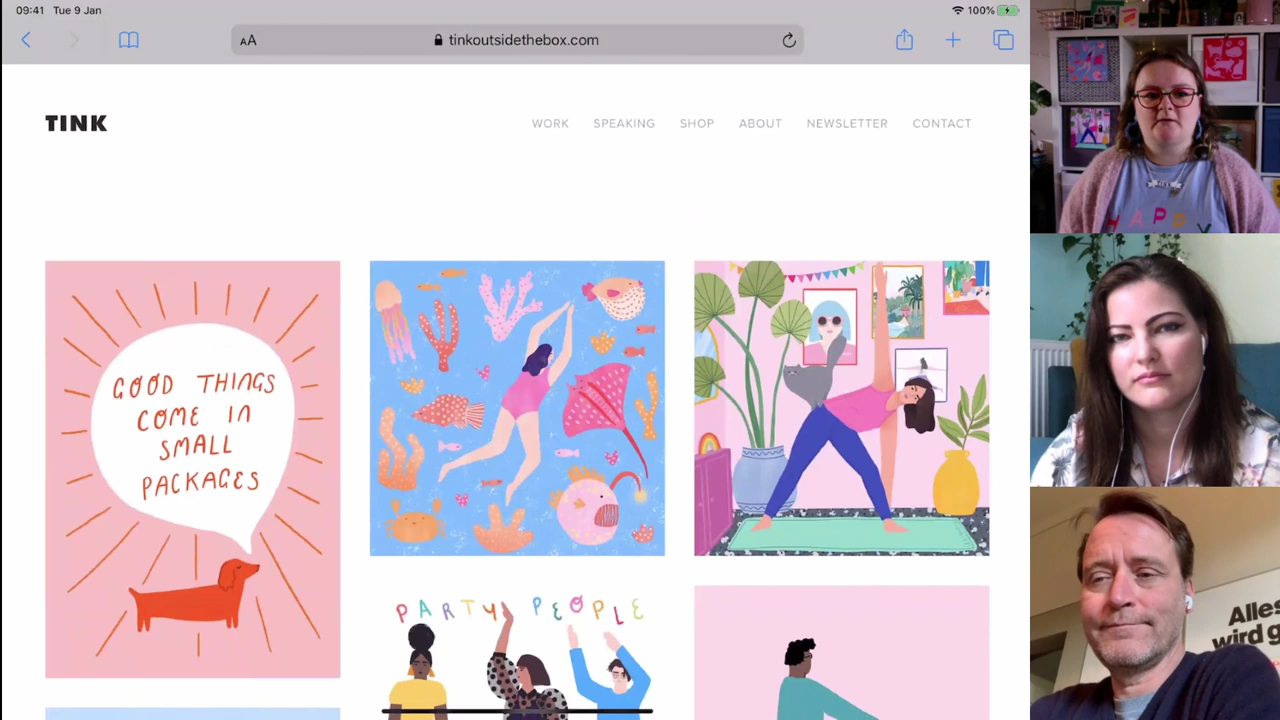 09:41 Tue 9 Jan
100%
AA tinkoutsidethebox.com
TINK
WORK SPEAKING SHOP ABOUT NEWSLETTER CONTACT
GOOD THINGS
COME IN
SMALL
PACKAGES
PARTY PEOPLE
HAPPY
Alles
wird g